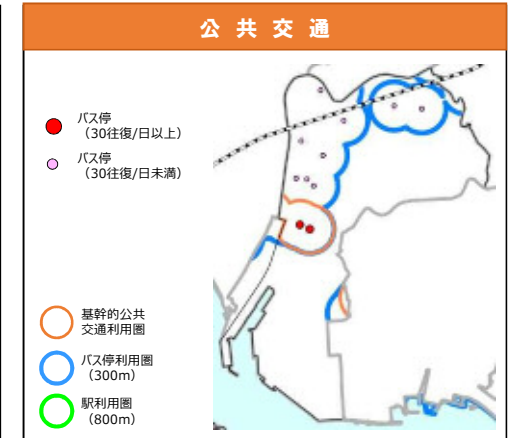 公共交通
バス停
（30往復/日以上）
バス停
（30往復/日未満）
基幹的公共
交通利用圏
バス停利用圏
（300m）
駅利用圏
（800m）